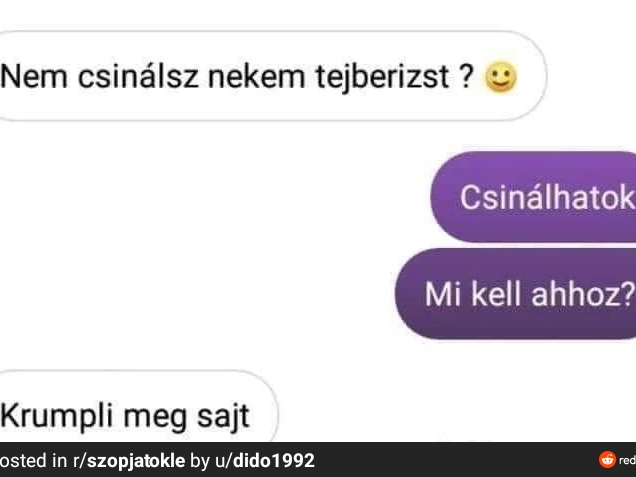 Nem csinálsz nekem tejberizst ? 🙂
Csinálhatok
Mi kell ahhoz?
Krumpli meg sajt
osted in r/szopjatokle by u/dido1992
red